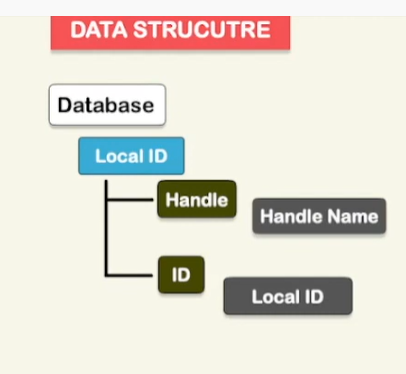 DATA STRUCUTRE
Database
Local ID
Handle
Handle Name
ID
Local ID